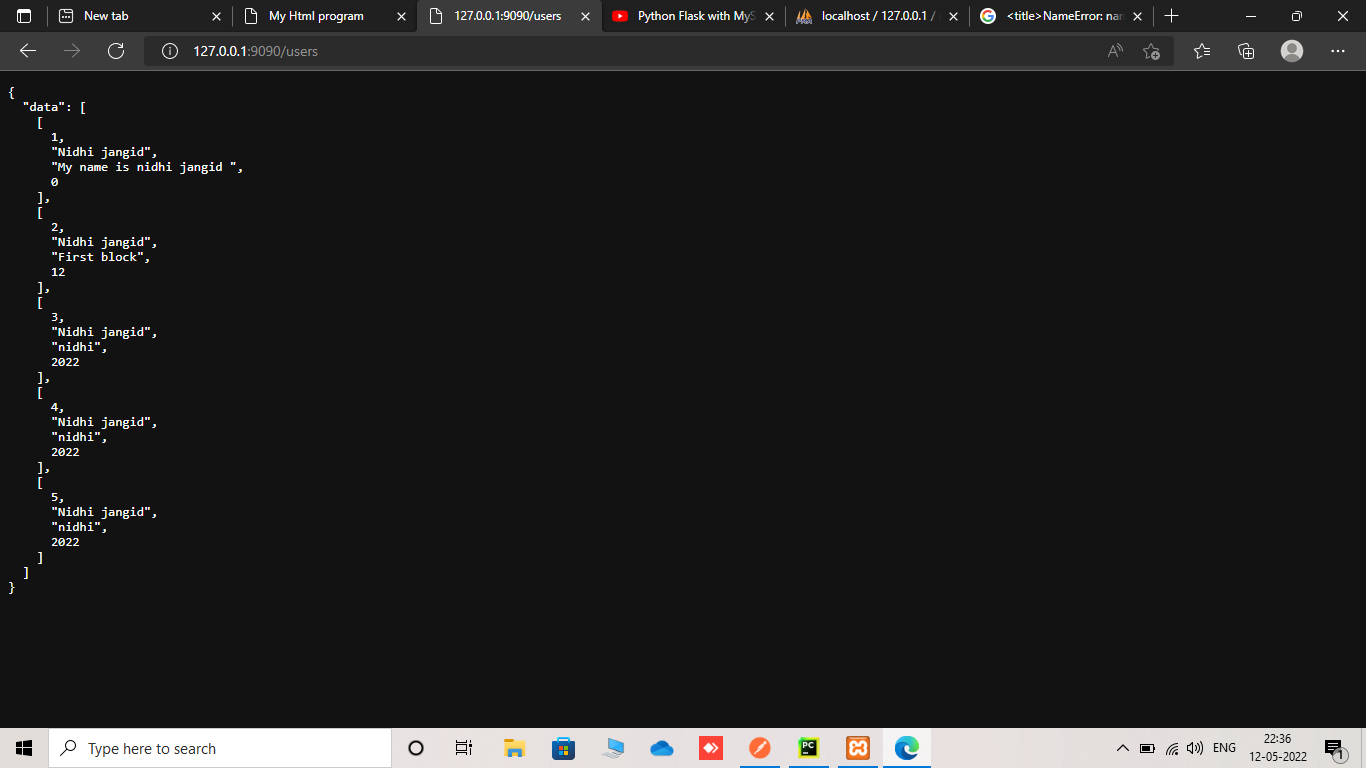 New tab
My Html program
127.0.0.1:9090/users
Python Flask with MyS
localhost / 127.0.0.1 /
<title>NameError: nam
127.0.0.1:9090/users
{
"data": [
[
1,
"Nidhi jangid",
"My name is nidhi jangid ",
0
],
[
2,
"Nidhi jangid",
"First block",
12
],
[
3,
"Nidhi jangid",
"nidhi",
2022
],
[
4,
"Nidhi jangid",
"nidhi",
2022
],
[
5,
"Nidhi jangid",
"nidhi",
2022
]
]
}
Type here to search
PC
ENG
22:36
12-05-2022
1